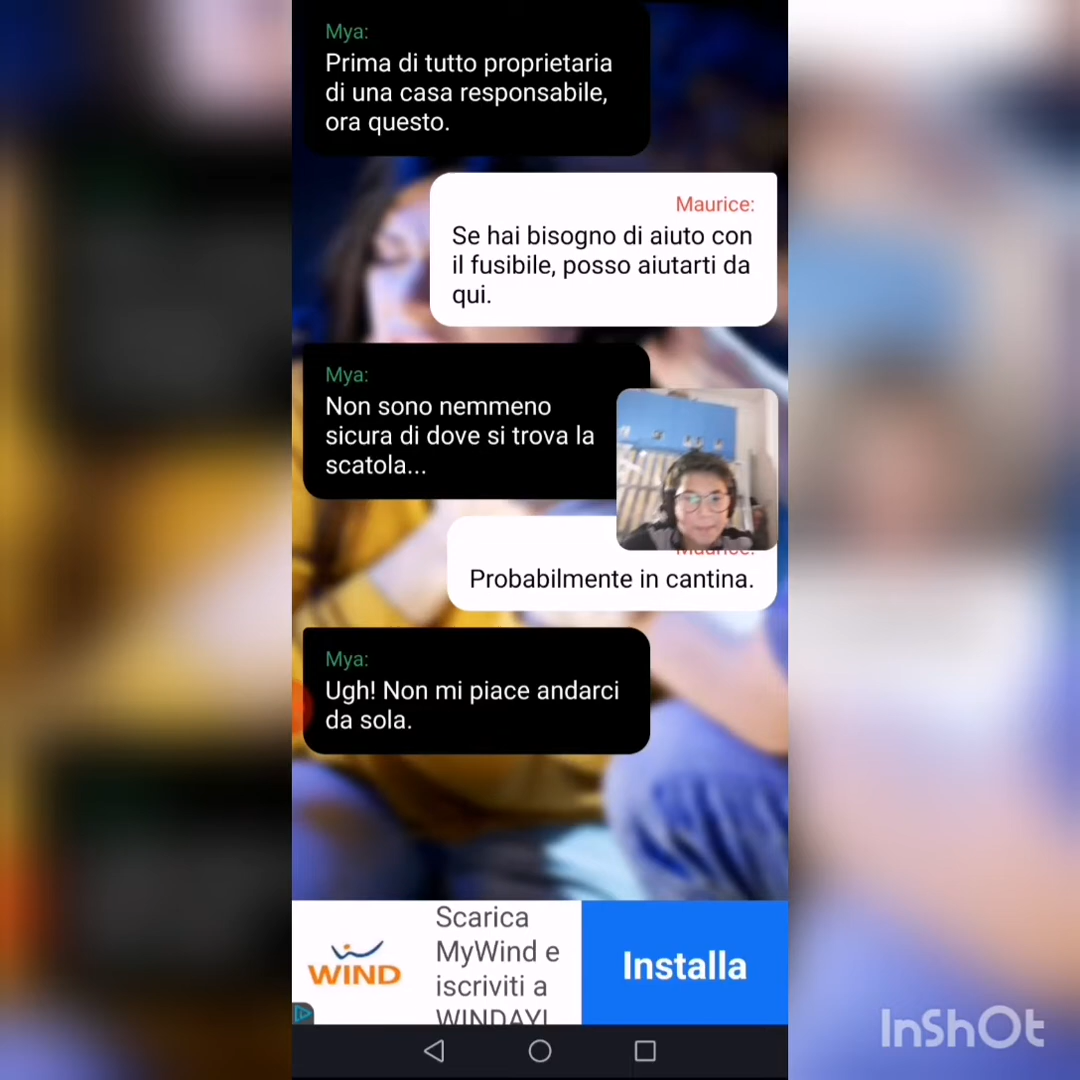 Mya:
Prima di tutto proprietaria
di una casa responsabile,
ora questo.
Maurice:
Se hai bisogno di aiuto con
il fusibile, posso aiutarti da
qui.
Mya:
Non sono nemmeno
sicura di dove si trova la
scatola...
Maurice:
Probabilmente in cantina.
Mya:
Ugh! Non mi piace andarci
da sola.
WIND
Scarica
MyWind e
iscriviti a
WINDAY!
Installa
InShOt